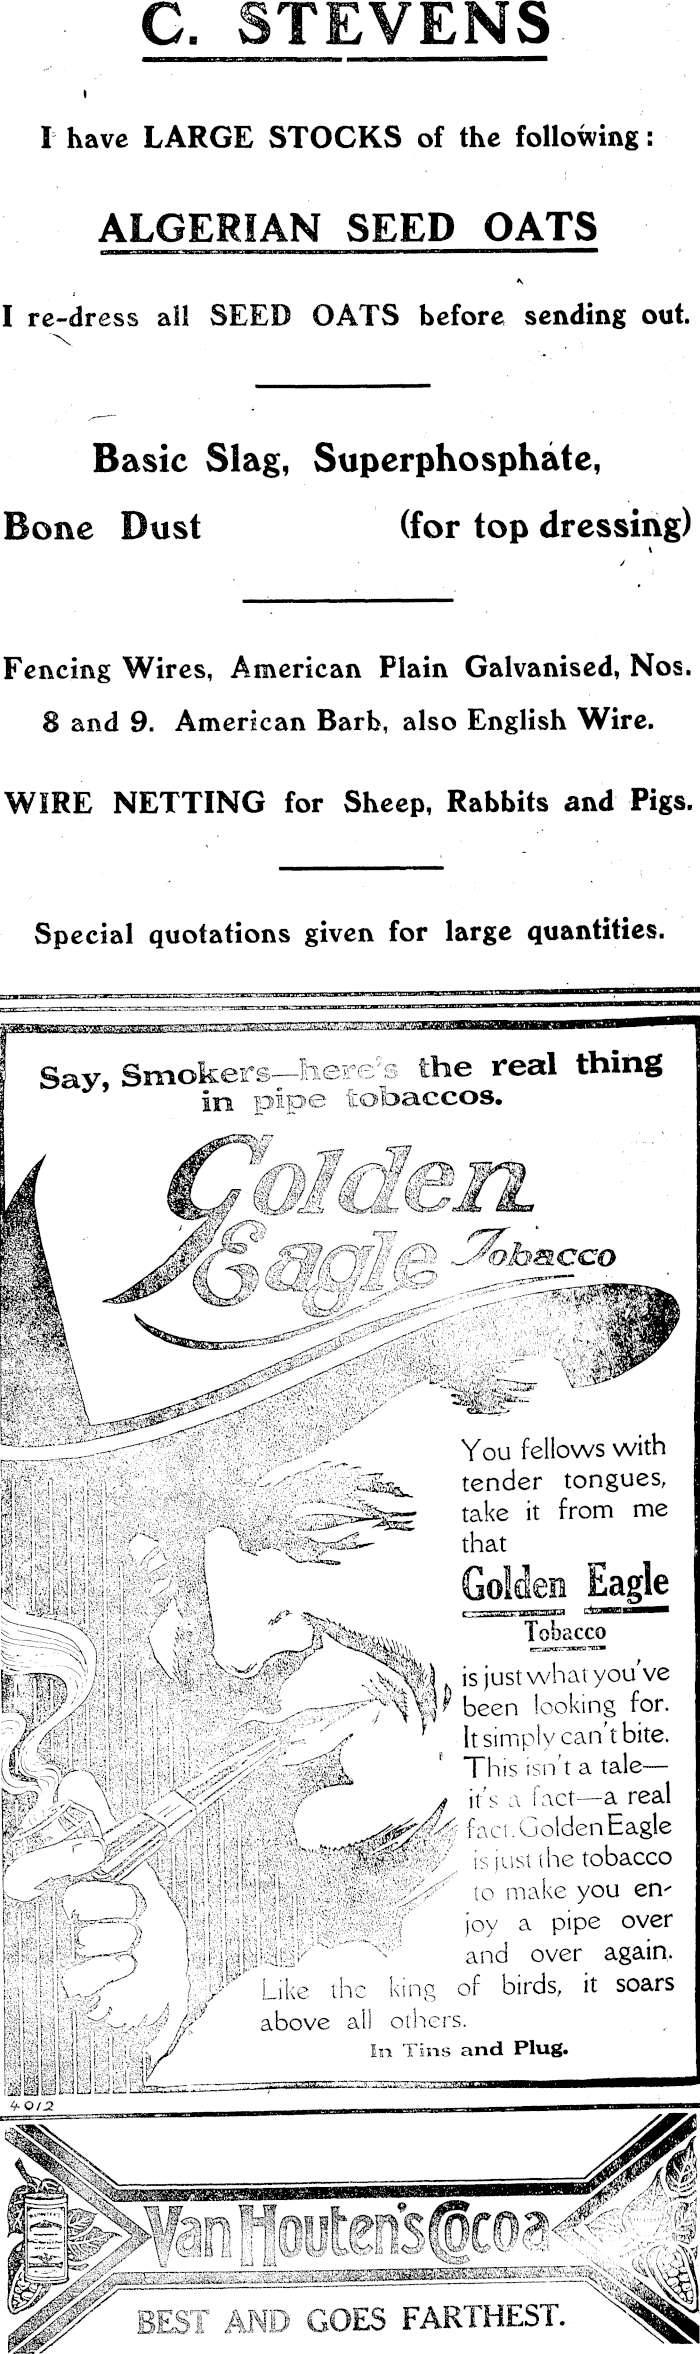 C. STEVENS
I have LARGE STOCKS of the following:
ALGERIAN SEED OATS
I re-dress all SEED OATS before sending out.
Basic Slag, Superphosphate,
Bone Dust (for top dressing)
Fencing Wires, American Plain Galvanised, Nos.
8 and 9. American Barb, also English Wire.
WIRE NETTING for Sheep, Rabbits and Pigs.
Special quotations given for large quantities.
Say, Smokers—here's the real thing
in pipe tobaccos.
Golden
Eagle Tobacco
You fellows with
tender tongues,
take it from me
that
Golden Eagle
Tobacco
is just what you've
been looking for.
It simply can't bite.
This isn't a tale—
it's a fact—a real
fact. Golden Eagle
is just the tobacco
to make you en-
joy a pipe over
and over again.
Like the king of birds, it soars
above all others.
In Tins and Plug.
4012
Van Houten's Cocoa
BEST AND GOES FARTHEST.